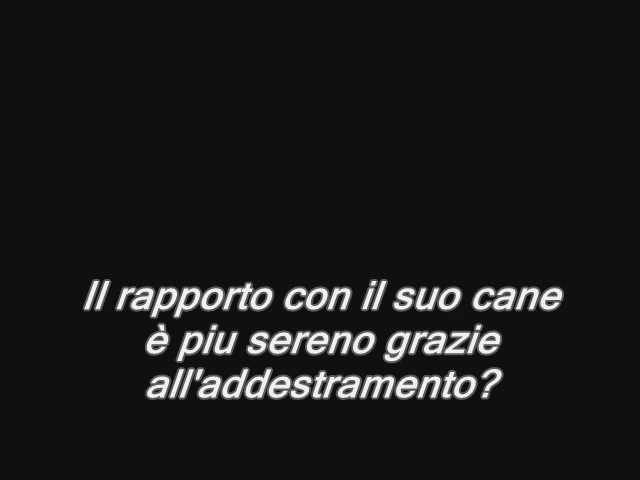 Il rapporto con il suo cane
è piu sereno grazie
all'addestramento?